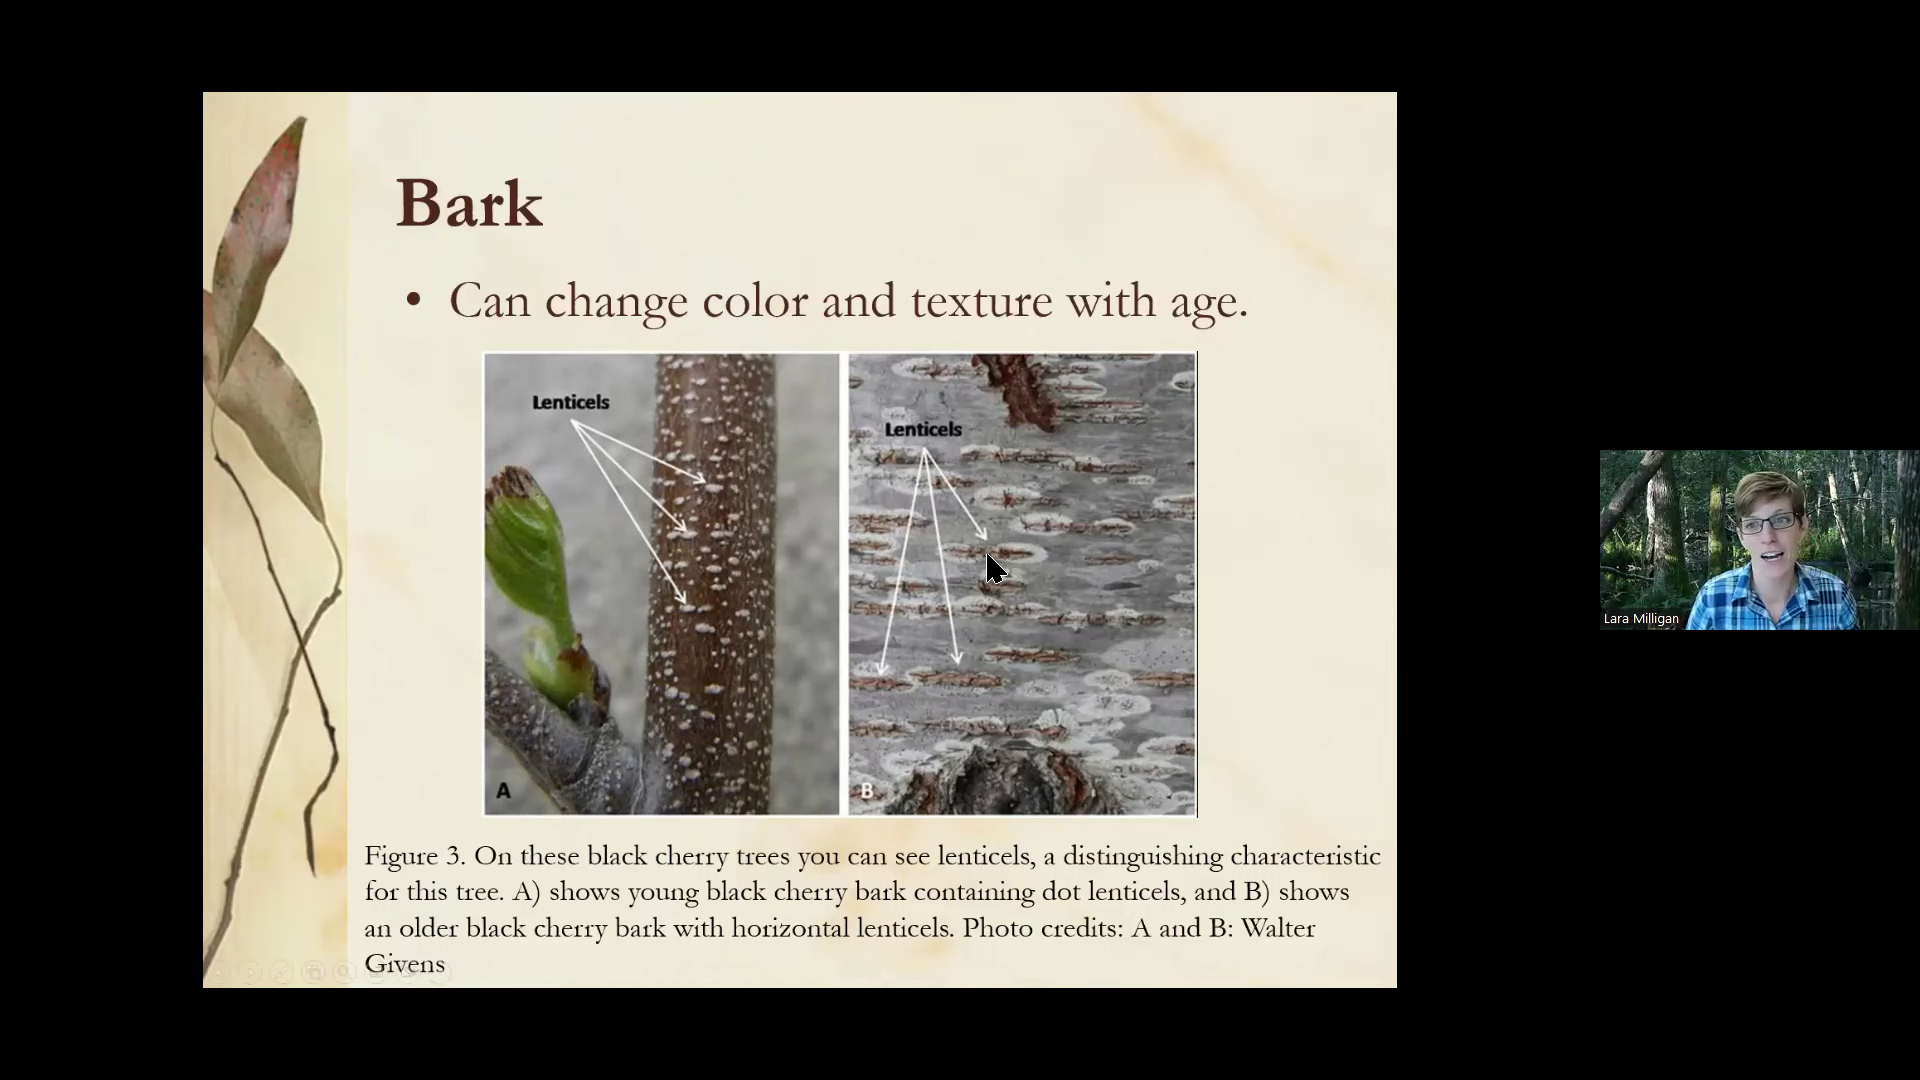 Bark
• Can change color and texture with age.
Lenticels
Lenticels
A
B
Figure 3. On these black cherry trees you can see lenticels, a distinguishing characteristic
for this tree. A) shows young black cherry bark containing dot lenticels, and B) shows
an older black cherry bark with horizontal lenticels. Photo credits: A and B: Walter
Givens
Lara Milligan